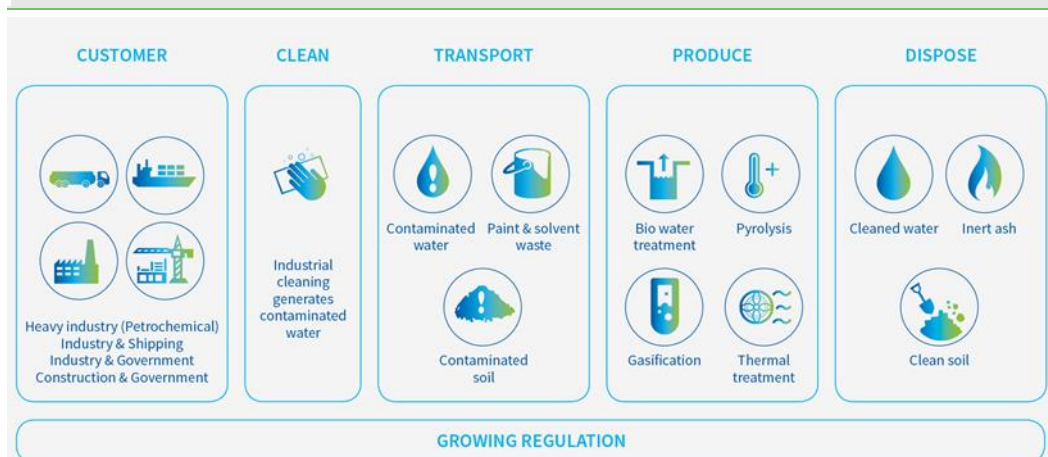 CUSTOMER
CLEAN
TRANSPORT
PRODUCE
DISPOSE
Heavy industry (Petrochemical)
Industry & Shipping
Industry & Government
Construction & Government
Industrial
cleaning
generates
contaminated
water
Contaminated
water
Paint & solvent
waste
Contaminated
soil
Bio water
treatment
Pyrolysis
Gasification
Thermal
treatment
Cleaned water
Inert ash
Clean soil
GROWING REGULATION